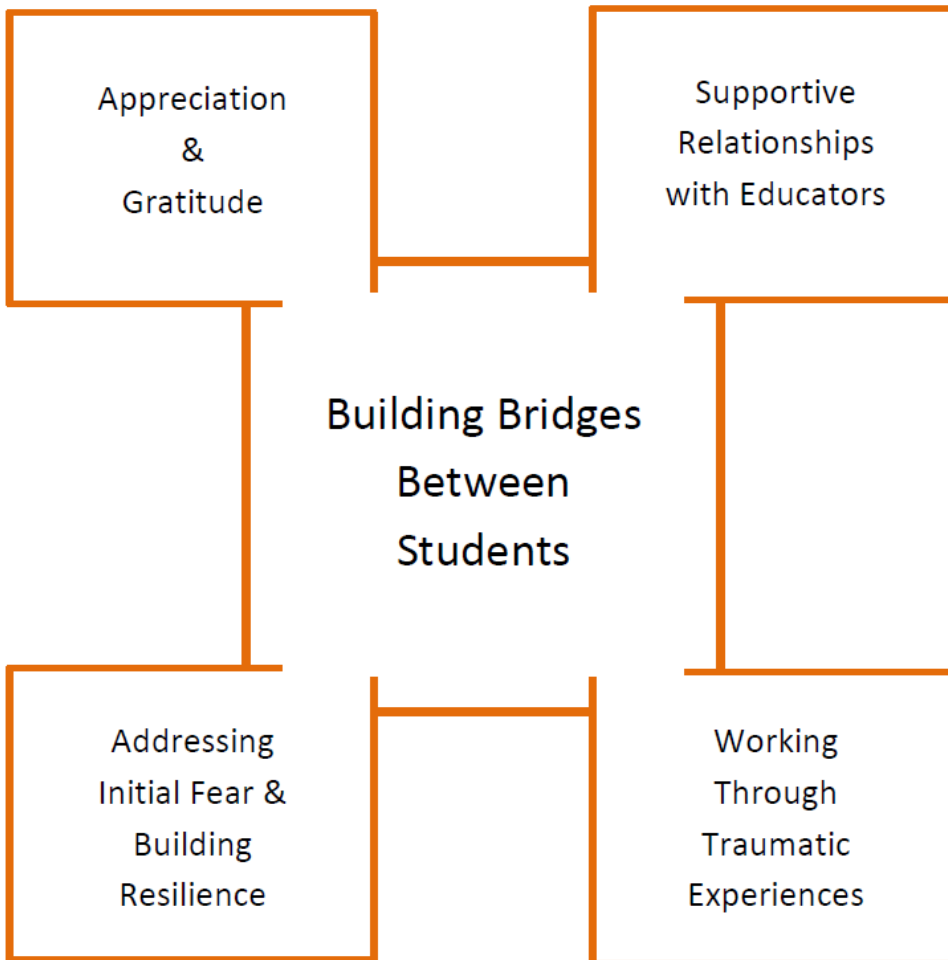 Appreciation
&
Gratitude
Supportive
Relationships
with Educators
Building Bridges
Between
Students
Addressing
Initial Fear &
Building
Resilience
Working
Through
Traumatic
Experiences